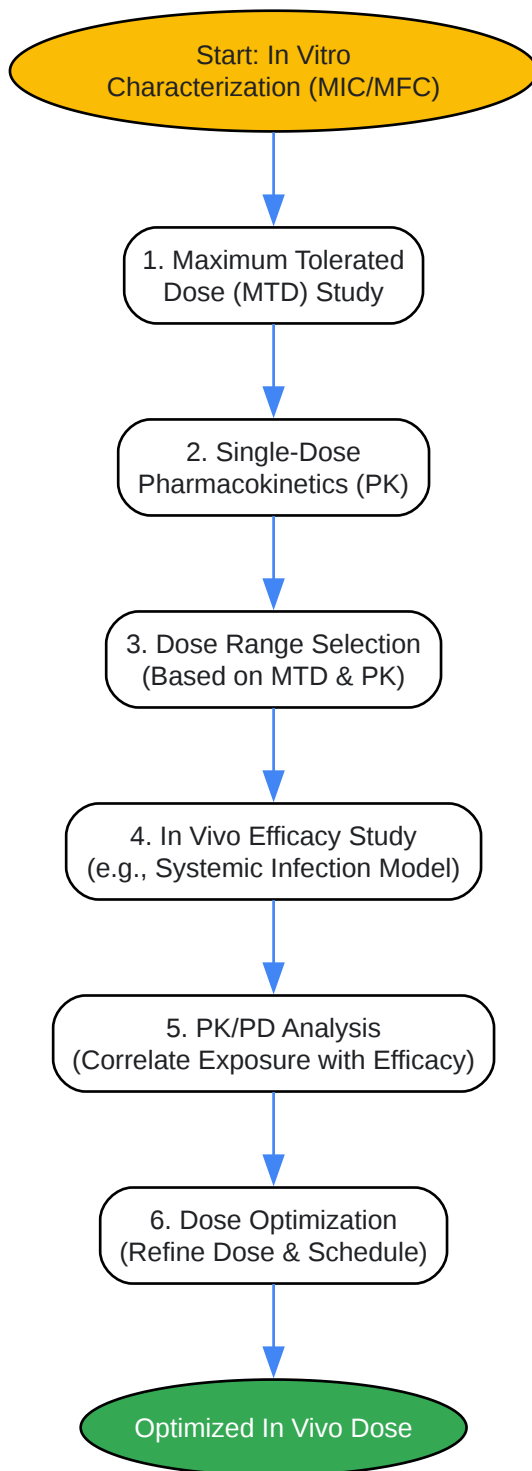 Start: In Vitro
Characterization (MIC/MFC)
1. Maximum Tolerated
Dose (MTD) Study
2. Single-Dose
Pharmacokinetics (PK)
3. Dose Range Selection
(Based on MTD & PK)
4. In Vivo Efficacy Study
(e.g., Systemic Infection Model)
5. PK/PD Analysis
(Correlate Exposure with Efficacy)
6. Dose Optimization
(Refine Dose & Schedule)
Optimized In Vivo Dose